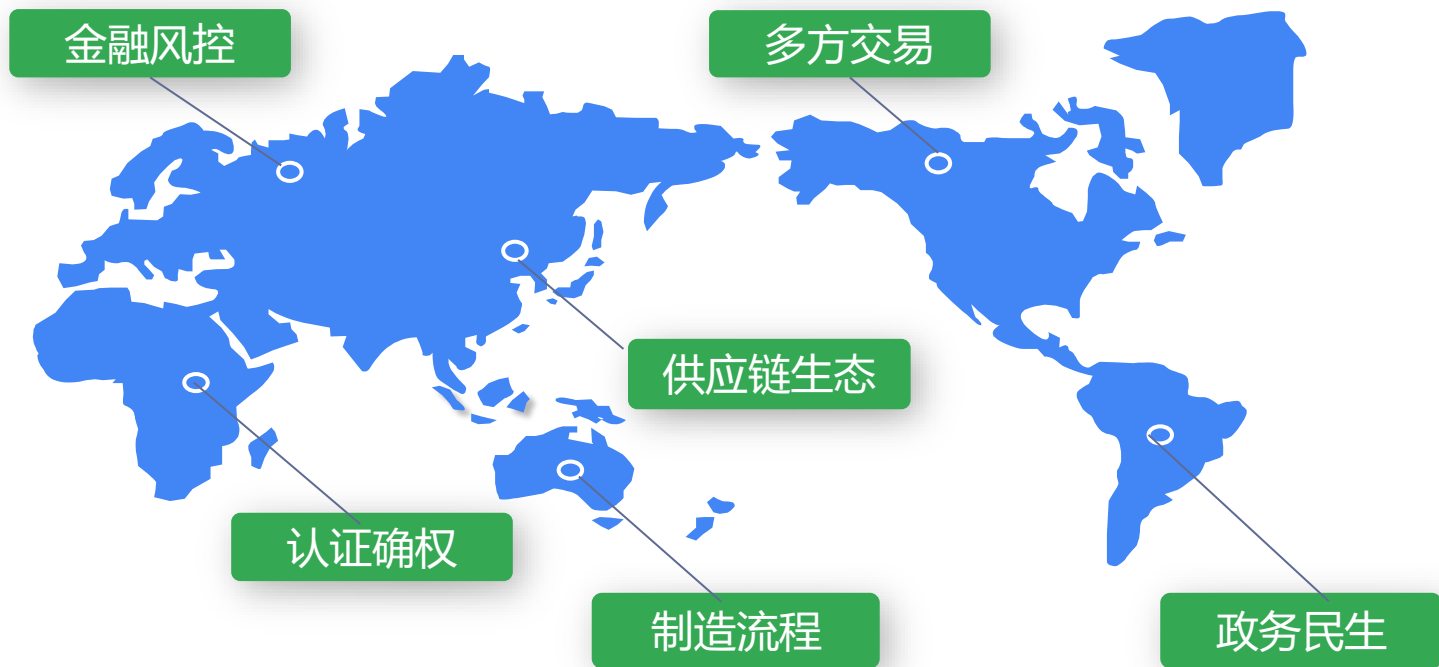 金融风控
多方交易
供应链生态
认证确权
制造流程
政务民生